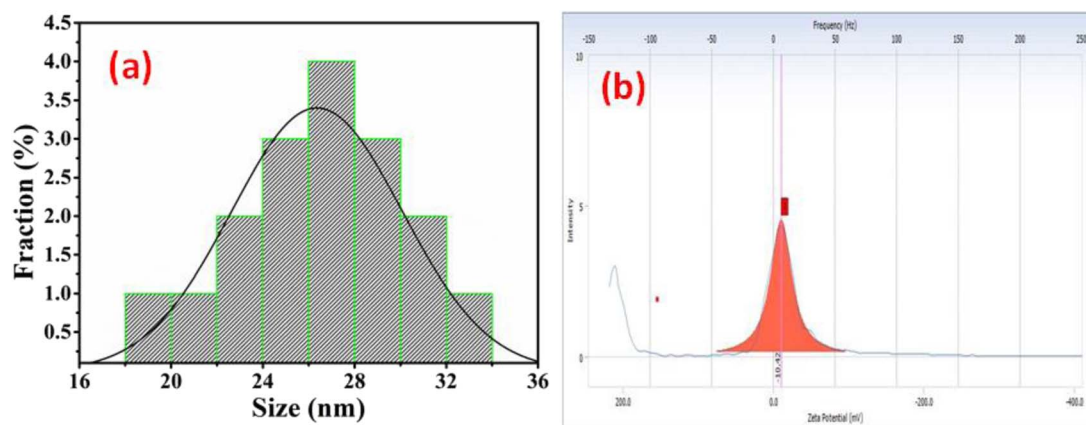 (a)
4.5
4.0
3.5
3.0
2.5
2.0
1.5
1.0
0.5
Fraction (%)
16 20 24 28 32 36
Size (nm)
(b)
Frequency (Hz)
-150 -100 -50 0 50 100 150 200 250
10
5
0
Intensity
-10.42
200.0 0.0 -200.0 -400.0
Zeta Potential (mV)